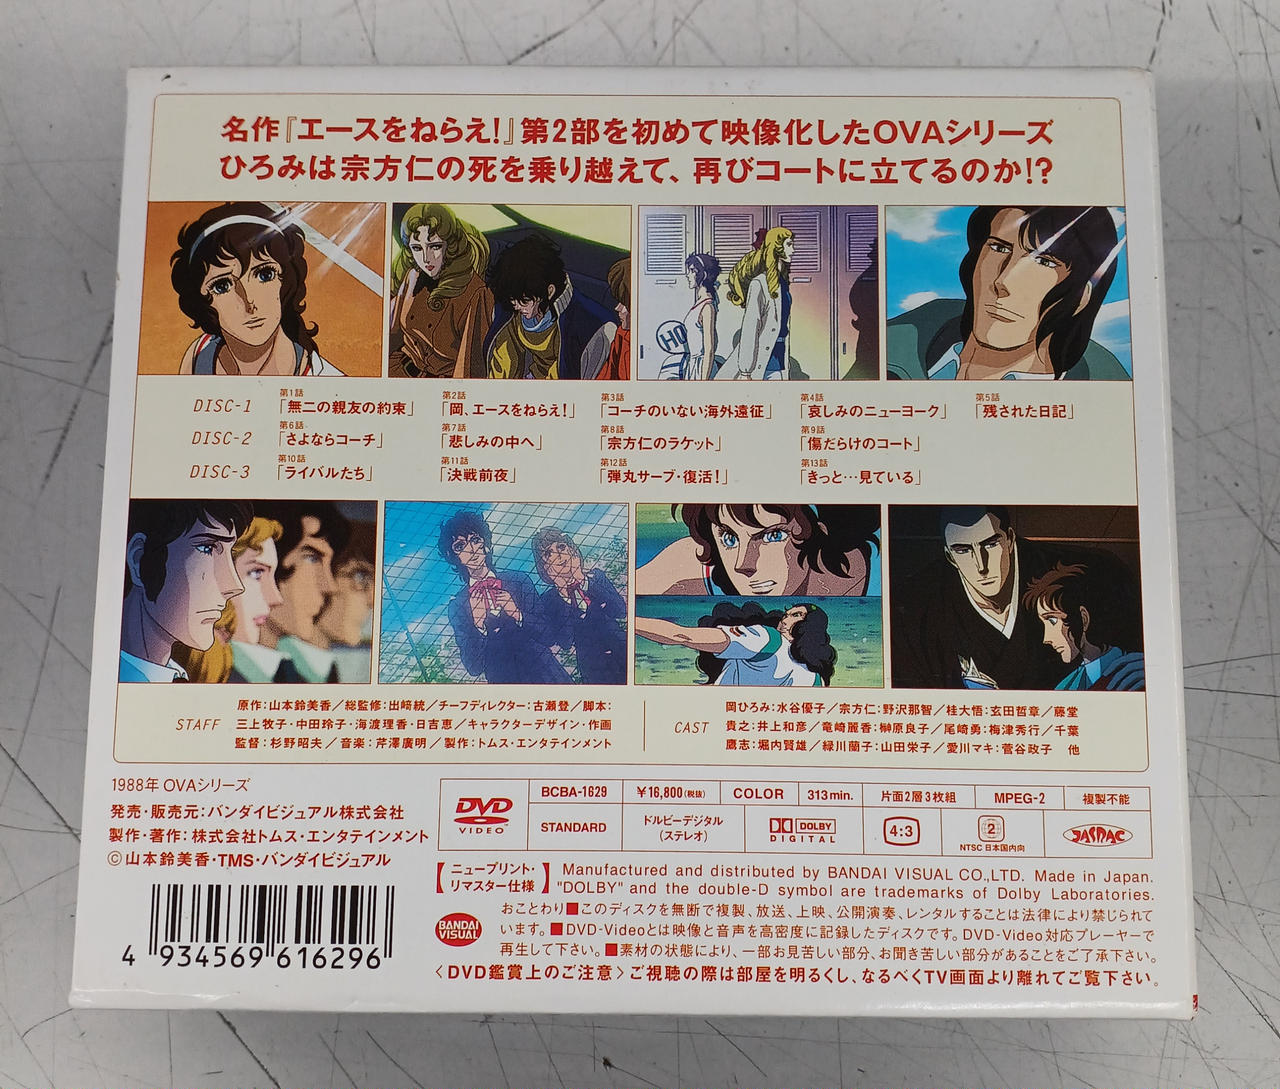 名作『エースをねらえ!』第2部を初めて映像化したOVAシリーズ
ひろみは宗方仁の死を乗り越えて、再びコートに立てるのか!?
HO
DISC-1 第1話「無二の親友の約束」 第2話「岡、エースをねらえ!」 第3話「コーチのいない海外遠征」 第4話「哀しみのニューヨーク」 第5話「残された日記」
DISC-2 第6話「さよならコーチ」 第7話「悲しみの中へ」 第8話「宗方仁のラケット」 第9話「傷だらけのコート」
DISC-3 第10話「ライバルたち」 第11話「決戦前夜」 第12話「弾丸サーブ・復活!」 第13話「きっと…見ている」
STAFF
原作:山本鈴美香/総監修:出﨑統/チーフディレクター:古瀬登/脚本:
三上牧子・中田玲子・海渡理香・日吉恵/キャラクターデザイン・作画
監督:杉野昭夫/音楽:芹澤廣明/製作:トムス・エンタテインメント
CAST
岡ひろみ:水谷優子/宗方仁:野沢那智/桂大悟:玄田哲章/藤堂
貴之:井上和彦/竜崎麗香:榊原良子/尾崎勇:梅津秀行/千葉
鷹志:堀内賢雄/緑川蘭子:山田栄子/愛川マキ:菅谷政子 他
1988年 OVAシリーズ
発売・販売元:バンダイビジュアル株式会社
製作・著作:株式会社トムス・エンタテインメント
©山本鈴美香・TMS・バンダイビジュアル
4 934569 616296
DVD VIDEO
BCBA-1629 ¥16,800(税抜) COLOR 313min. 片面2層3枚組 MPEG-2 複製不能
STANDARD ドルビーデジタル(ステレオ) DOLBY DIGITAL 4:3 2 NTSC 日本国内向 JASRAC
【ニュープリント・リマスター仕様】
Manufactured and distributed by BANDAI VISUAL CO.,LTD. Made in Japan.
"DOLBY" and the double-D symbol are trademarks of Dolby Laboratories.
BANDAI VISUAL
おことわり■このディスクを無断で複製、放送、上映、公開演奏、レンタルすることは法律により禁じられて
います。■DVD-Videoとは映像と音声を高密度に記録したディスクです。DVD-Video対応プレーヤーで
再生して下さい。■素材の状態により、一部お見苦しい部分、お聞き苦しい部分があることをご了承下さい。
〈DVD鑑賞上のご注意〉ご視聴の際は部屋を明るくし、なるべくTV画面より離れてご覧下さい。